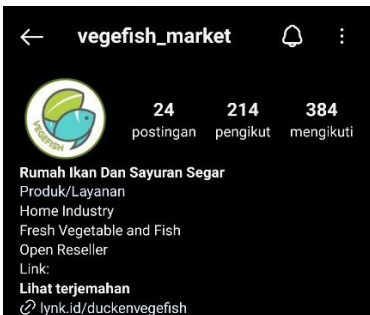 vegefish_market
24 214 384
postingan pengikut mengikuti
VEGEFISH
Rumah Ikan Dan Sayuran Segar
Produk/Layanan
Home Industry
Fresh Vegetable and Fish
Open Reseller
Link:
Lihat terjemahan
lynk.id/duckenvegefish